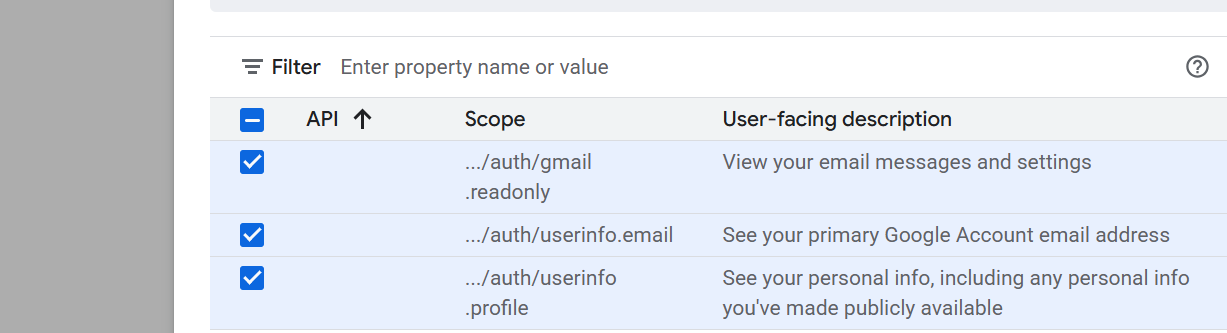 Filter Enter property name or value
API Scope User-facing description
.../auth/gmail View your email messages and settings
.readonly
.../auth/userinfo.email See your primary Google Account email address
.../auth/userinfo See your personal info, including any personal info
.profile you've made publicly available